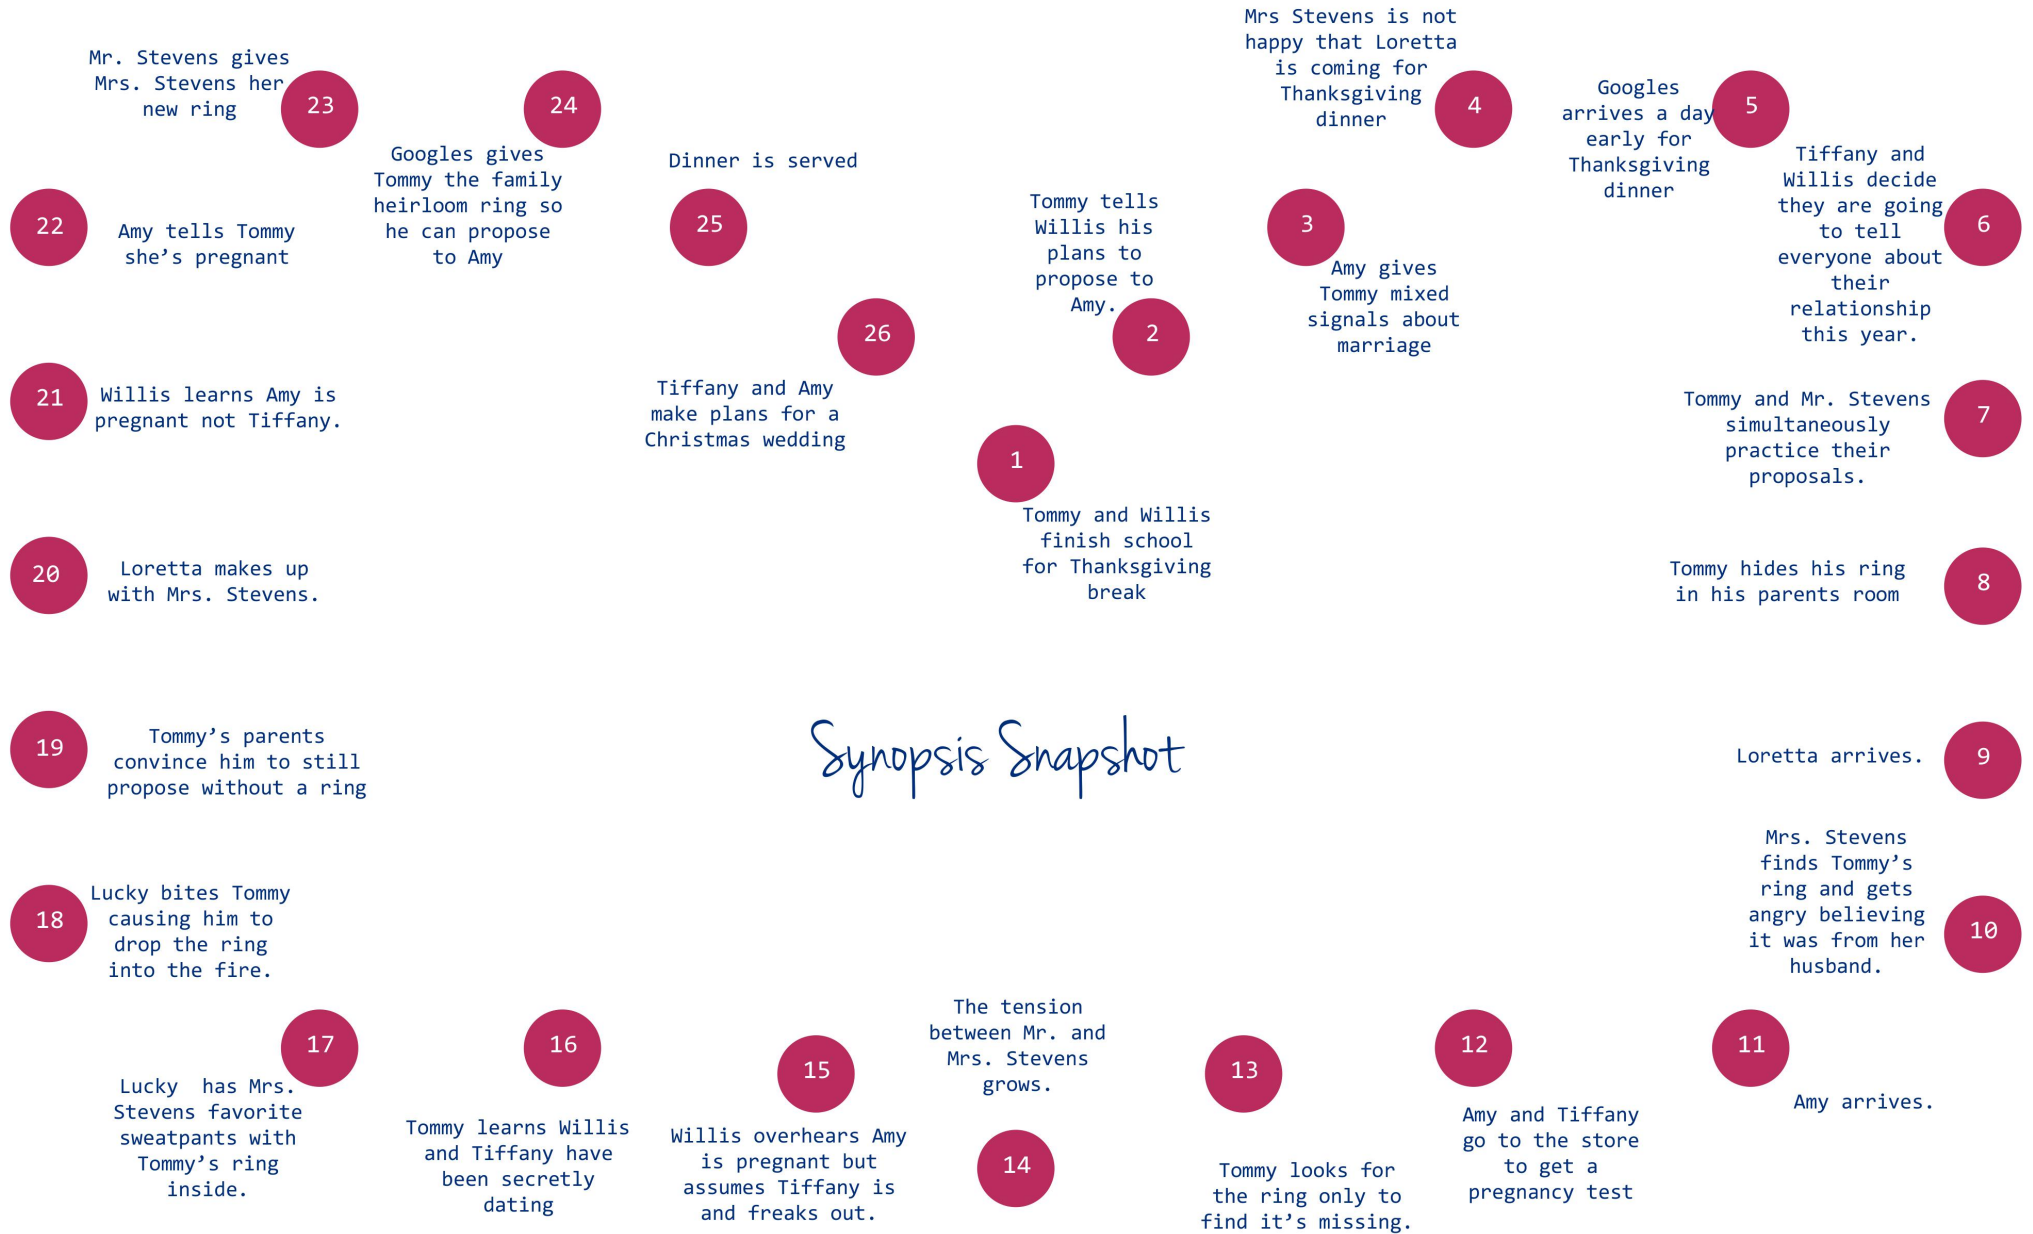 1
Tommy and Willis
finish school
for Thanksgiving
break
2
Tommy tells
Willis his
plans to
propose to
Amy.
3
Amy gives
Tommy mixed
signals about
marriage
4
Mrs Stevens is not
happy that Loretta
is coming for
Thanksgiving
dinner
5
Googles
arrives a day
early for
Thanksgiving
dinner
6
Tiffany and
Willis decide
they are going
to tell
everyone about
their
relationship
this year.
7
Tommy and Mr. Stevens
simultaneously
practice their
proposals.
8
Tommy hides his ring
in his parents room
9
Loretta arrives.
10
Mrs. Stevens
finds Tommy’s
ring and gets
angry believing
it was from her
husband.
11
Amy arrives.
12
Amy and Tiffany
go to the store
to get a
pregnancy test
13
Tommy looks for
the ring only to
find it’s missing.
14
The tension
between Mr. and
Mrs. Stevens
grows.
15
Willis overhears Amy
is pregnant but
assumes Tiffany is
and freaks out.
16
Tommy learns Willis
and Tiffany have
been secretly
dating
17
Lucky  has Mrs.
Stevens favorite
sweatpants with
Tommy’s ring
inside.
18
Lucky bites Tommy
causing him to
drop the ring
into the fire.
19
Tommy’s parents
convince him to still
propose without a ring
20
Loretta makes up
with Mrs. Stevens.
21
Willis learns Amy is
pregnant not Tiffany.
22
Amy tells Tommy
she’s pregnant
23
Mr. Stevens gives
Mrs. Stevens her
new ring
24
Googles gives
Tommy the family
heirloom ring so
he can propose
to Amy
25
Dinner is served
26
Tiffany and Amy
make plans for a
Christmas wedding
Synopsis Snapshot